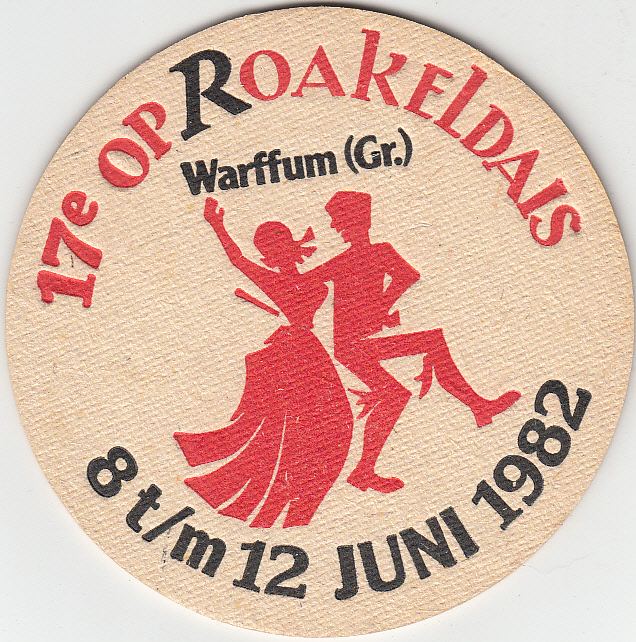 17e OP ROAKELDAIS
Warffum (Gr.)
8 t/m 12 JUNI 1982